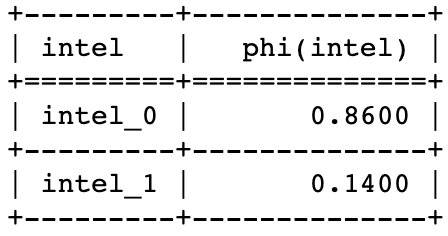 +---------+--------------+
| intel   |   phi(intel) |
+=========+==============+
| intel_0 |       0.8600 |
+---------+--------------+
| intel_1 |       0.1400 |
+---------+--------------+